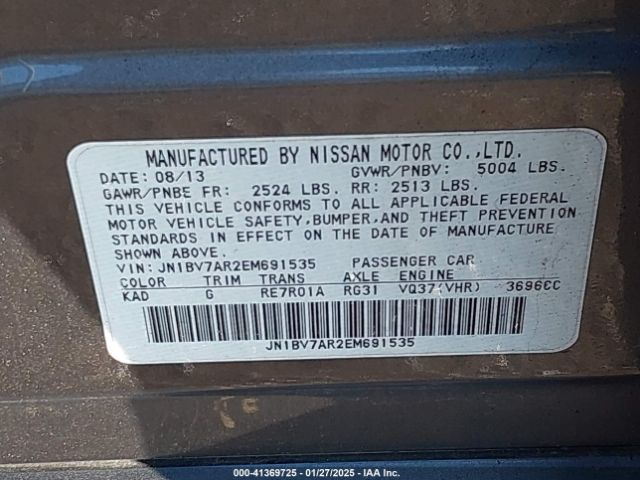 MANUFACTURED BY NISSAN MOTOR CO.,LTD.
DATE: 08/13 GVWR/PNBV: 5004 LBS.
GAWR/PNBE FR: 2524 LBS. RR: 2513 LBS.
THIS VEHICLE CONFORMS TO ALL APPLICABLE FEDERAL
MOTOR VEHICLE SAFETY,BUMPER,AND THEFT PREVENTION
STANDARDS IN EFFECT ON THE DATE OF MANUFACTURE
SHOWN ABOVE.
VIN: JN1BV7AR2EM691535 PASSENGER CAR
COLOR TRIM TRANS AXLE ENGINE
KAD G RE7R01A RG31 VQ37(VHR) 3696CC
JN1BV7AR2EM691535
000-41369725 - 01/27/2025 - IAA Inc.